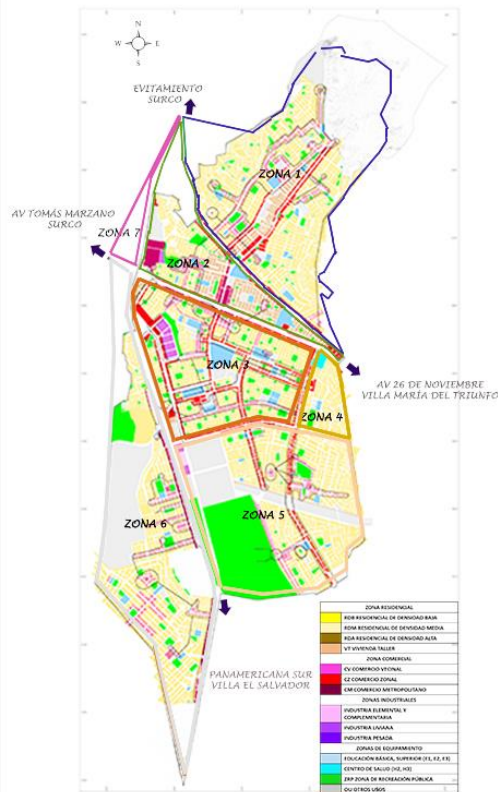 N
W E
S
EVITAMIENTO
SURCO
ZONA 1
AV TOMÁS MARZANO
SURCO
ZONA 7
ZONA 2
ZONA 3
AV 26 DE NOVIEMBRE
VILLA MARÍA DEL TRIUNFO
ZONA 4
ZONA 5
ZONA 6
PANAMERICANA SUR
VILLA EL SALVADOR
ZONA RESIDENCIAL
RDB RESIDENCIAL DE DENSIDAD BAJA
RDM RESIDENCIAL DE DENSIDAD MEDIA
RDA RESIDENCIAL DE DENSIDAD ALTA
VT VIVIENDA TALLER
ZONA COMERCIAL
CV COMERCIO VECINAL
CZ COMERCIO ZONAL
CM COMERCIO METROPOLITANO
ZONAS INDUSTRIALES
INDUSTRIA ELEMENTAL Y
COMPLEMENTARIA
INDUSTRIA LIVIANA
INDUSTRIA PESADA
ZONAS DE EQUIPAMIENTO
EDUCACIÓN BÁSICA, SUPERIOR (E1, E2, E3)
CENTRO DE SALUD (H2, H3)
ZRP ZONA DE RECREACIÓN PÚBLICA
OU OTROS USOS